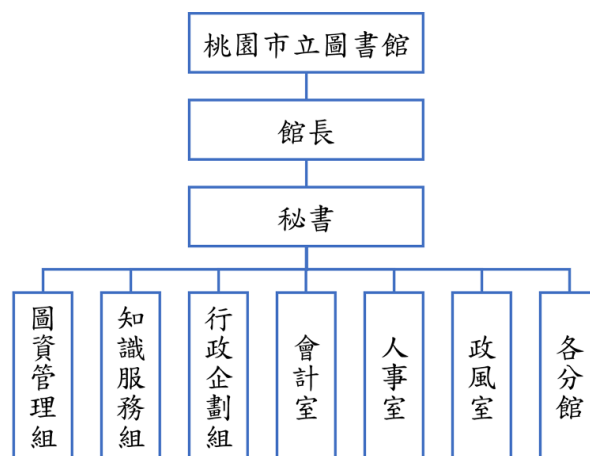 桃園市立圖書館
館長
秘書
圖資管理組
知識服務組
行政企劃組
會計室
人事室
政風室
各分館